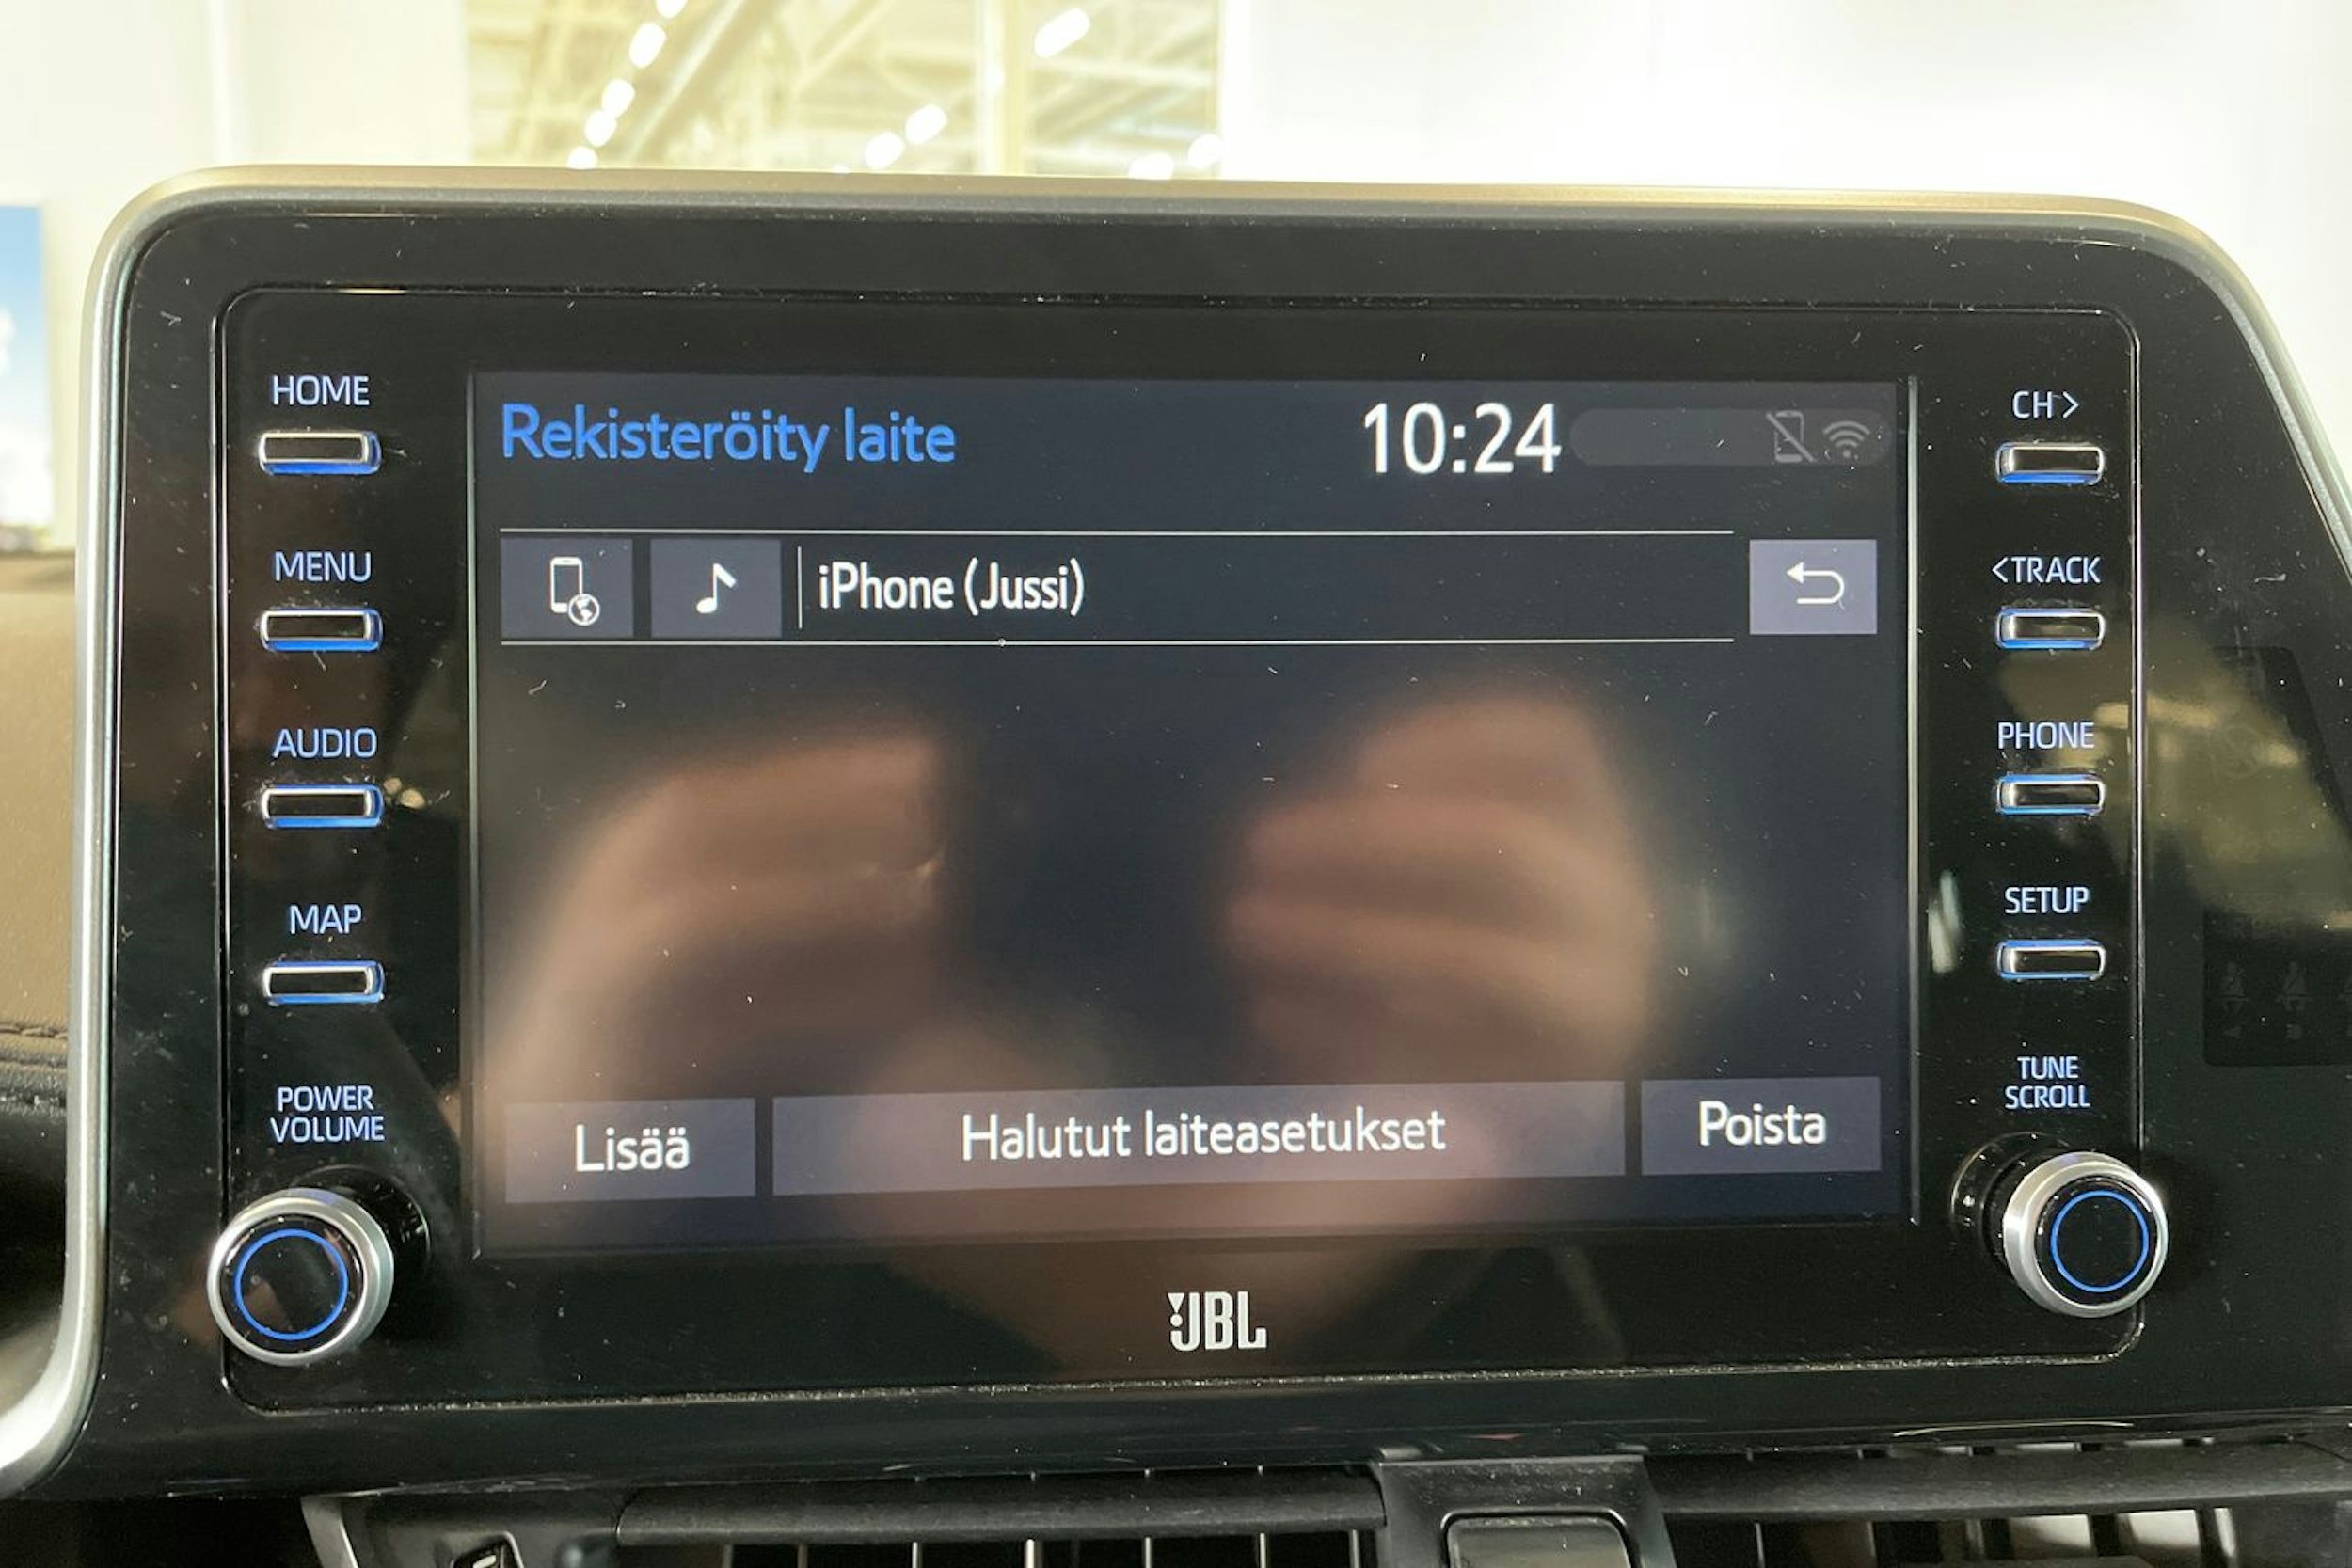 HOME
MENU
AUDIO
MAP
POWER
VOLUME
Rekisteröity laite
10:24
iPhone (Jussi)
Lisää
Halutut laiteasetukset
Poista
JBL
CH >
< TRACK
PHONE
SETUP
TUNE
SCROLL